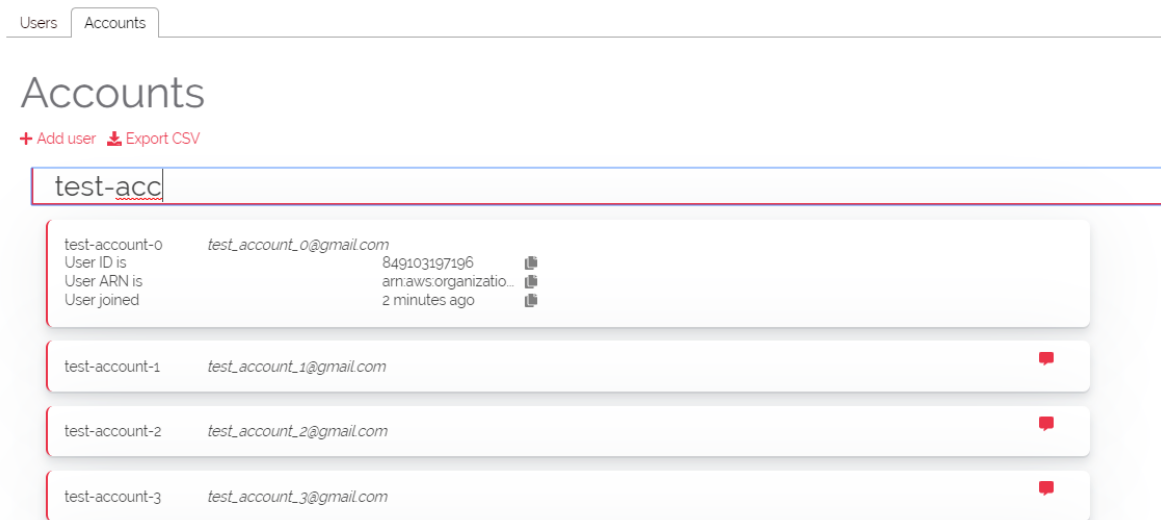 Users Accounts
Accounts
Add user Export CSV
test-acc
test-account-0 test_account_0@gmail.com
User ID is 849103197196
User ARN is arn:aws:organizatio...
User joined 2 minutes ago
test-account-1 test_account_1@gmail.com
test-account-2 test_account_2@gmail.com
test-account-3 test_account_3@gmail.com